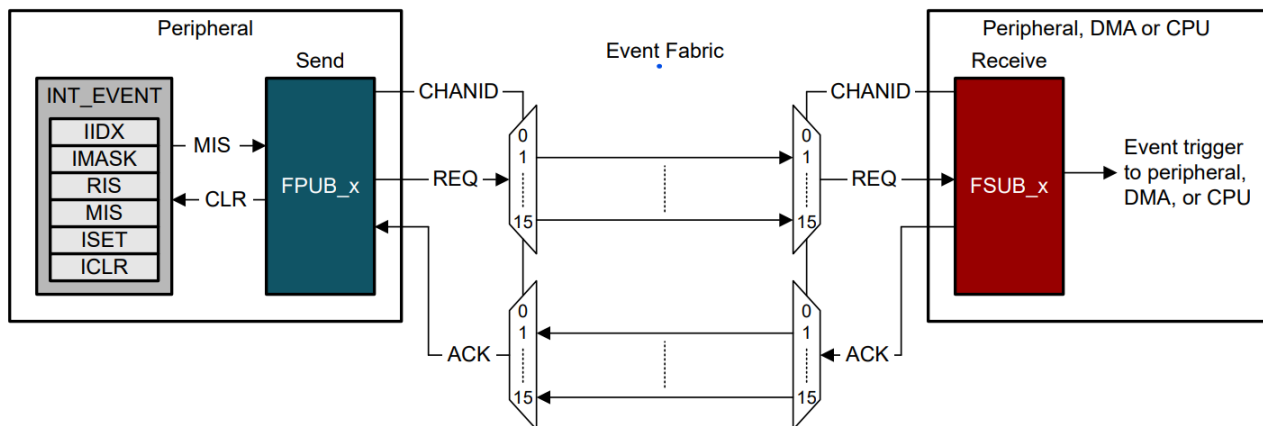 Peripheral
Send
INT_EVENT
IIDX
IMASK
RIS
MIS
ISET
ICLR
MIS
CLR
FPUB_x
CHANID
REQ
ACK
Event Fabric
0
1
15
0
1
15
0
1
15
0
1
15
CHANID
REQ
ACK
Peripheral, DMA or CPU
Receive
FSUB_x
Event trigger
to peripheral,
DMA, or CPU